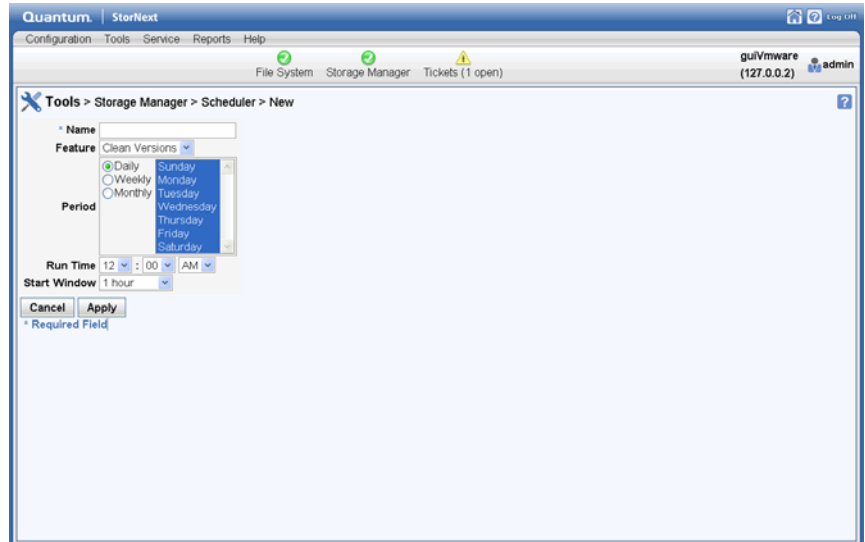 Quantum. StorNext Log Off
Configuration Tools Service Reports Help
File System Storage Manager Tickets (1 open)
guiVmware
(127.0.0.2)
admin
Tools > Storage Manager > Scheduler > New
* Name
Feature Clean Versions
Period
Daily
Weekly
Monthly
Sunday
Monday
Tuesday
Wednesday
Thursday
Friday
Saturday
Run Time 12 : 00 AM
Start Window 1 hour
Cancel Apply
* Required Field